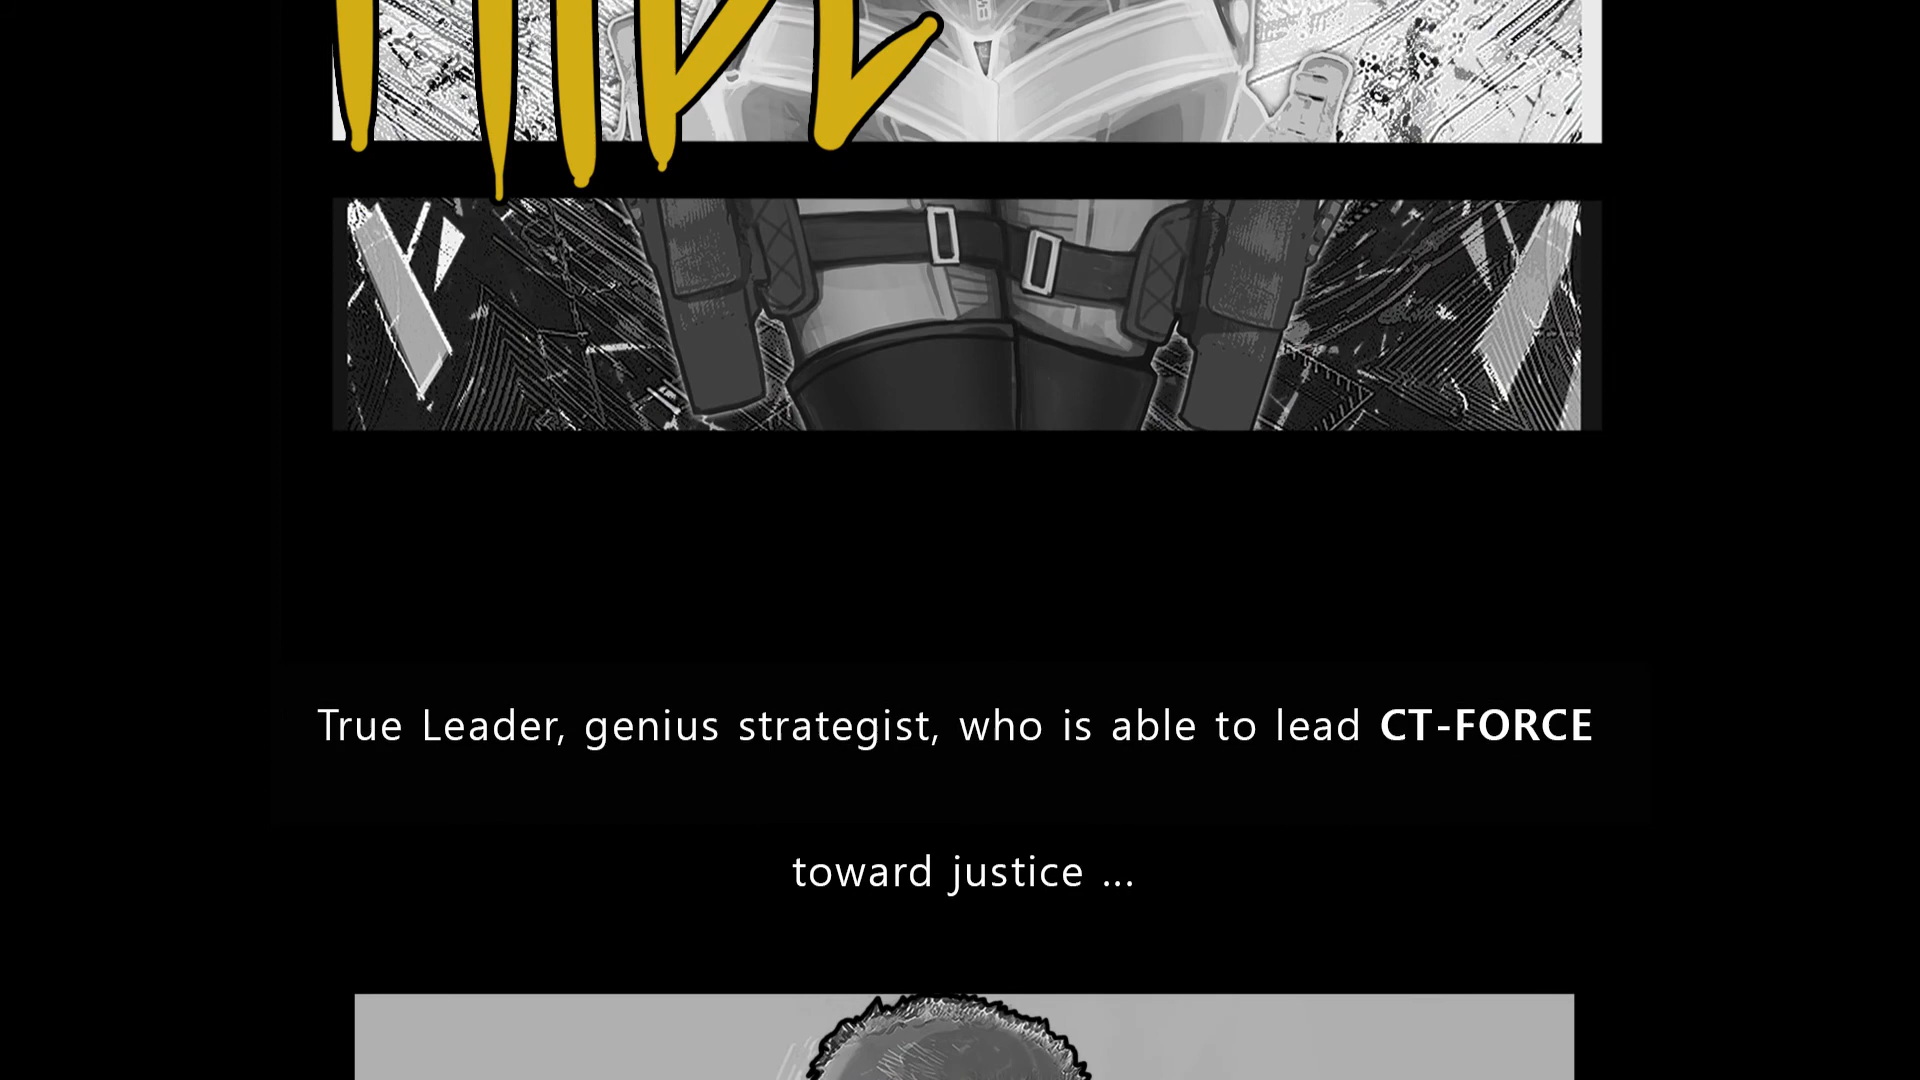 True Leader, genius strategist, who is able to lead CT-FORCE
toward justice ...